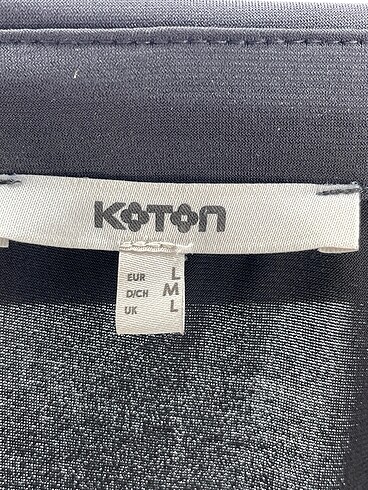 KOTON
EUR L
D/CH M
UK L